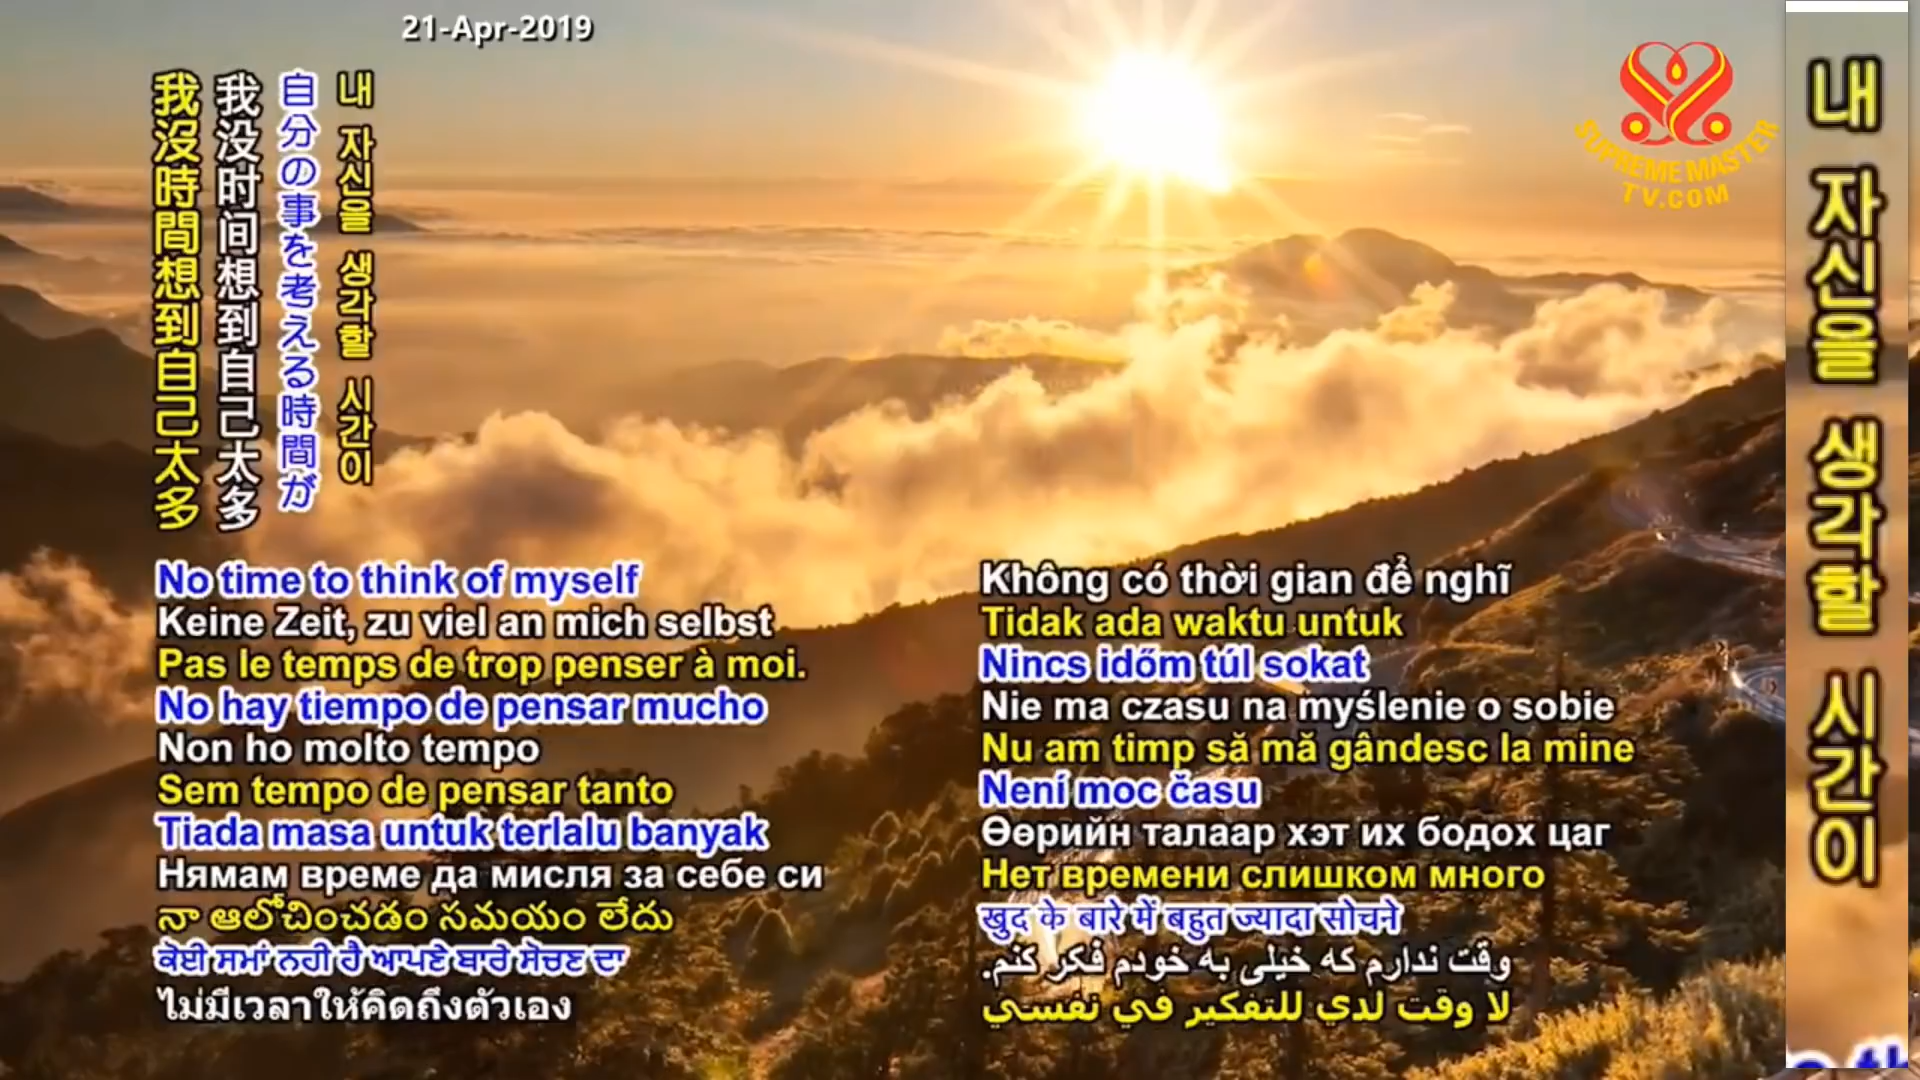 21-Apr-2019
SUPREME MASTER
TV.COM
我沒時間想到自己太多
我没时间想到自己太多
自分の事を考える時間が
내 자신을 생각할 시간이
No time to think of myself
Keine Zeit, zu viel an mich selbst
Pas le temps de trop penser à moi.
No hay tiempo de pensar mucho
Non ho molto tempo
Sem tempo de pensar tanto
Tiada masa untuk terlalu banyak
Нямам време да мисля за себе си
నా ఆలోచించడం సమయం లేదు
ਕੋਈ ਸਮਾਂ ਨਹੀ ਹੈ ਆਪਣੇ ਬਾਰੇ ਸੋਚਣ ਦਾ
ไม่มีเวลาให้คิดถึงตัวเอง
Không có thời gian để nghĩ
Tidak ada waktu untuk
Nincs időm túl sokat
Nie ma czasu na myślenie o sobie
Nu am timp să mă gândesc la mine
Není moc času
Өөрийн талаар хэт их бодох цаг
Нет времени слишком много
खुद के बारे में बहुत ज्यादा सोचने
وقت ندارم که خیلی به خودم فکر کنم.
لا وقت لدي للتفكير في نفسي
내 자신을 생각할 시간이